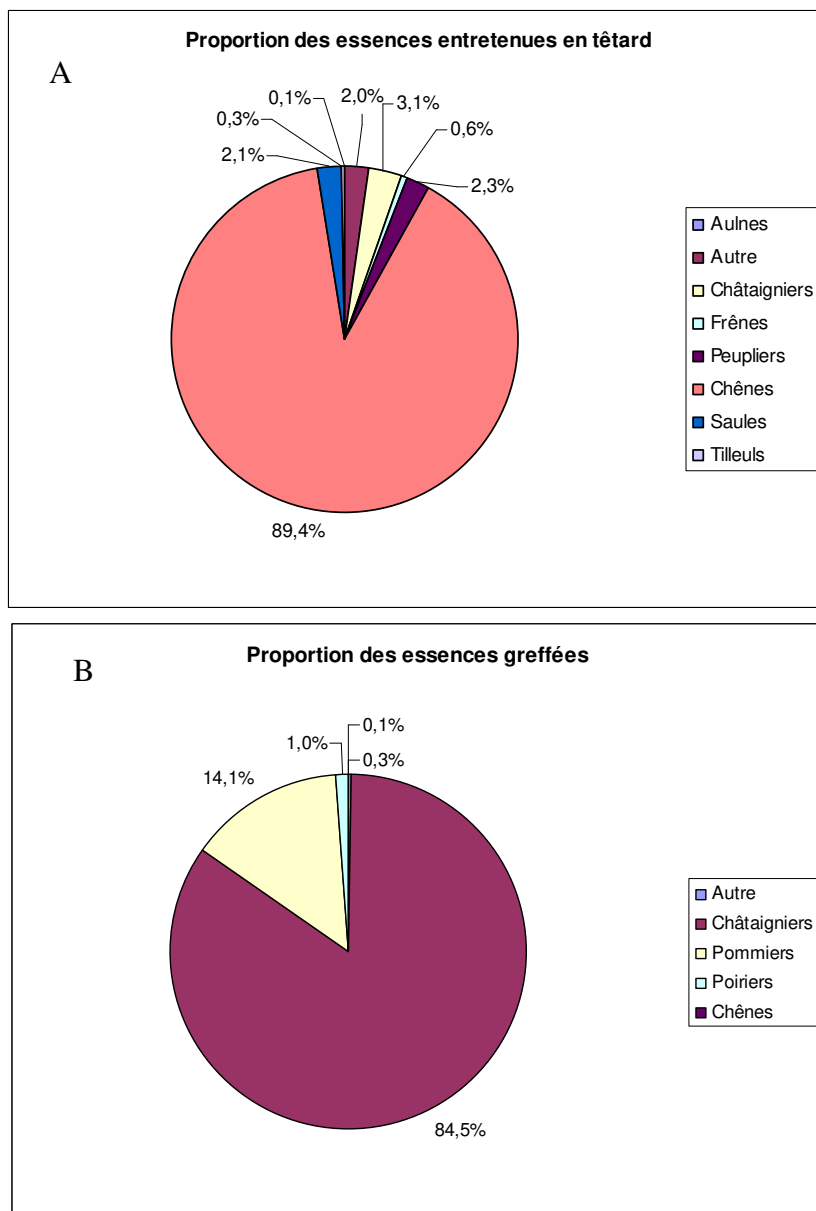 Proportion des essences entretenues en têtard
A
0,1%
2,0%
3,1%
0,3%
0,6%
2,1%
2,3%
Aulnes
Autre
Châtaigniers
Frênes
Peupliers
Chênes
Saules
Tilleuls
89,4%
Proportion des essences greffées
B
0,1%
1,0%
0,3%
14,1%
Autre
Châtaigniers
Pommiers
Poiriers
Chênes
84,5%